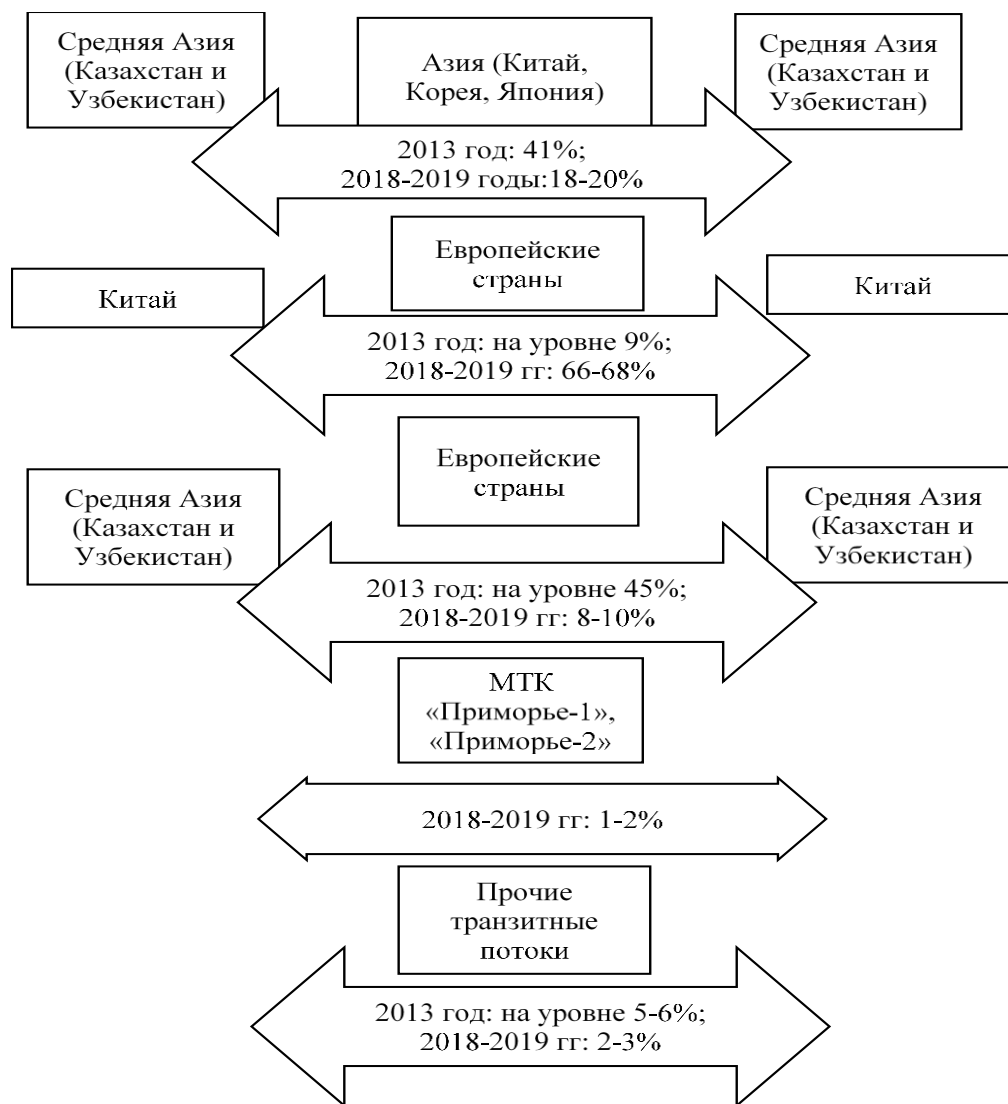 Средняя Азия
(Казахстан и
Узбекистан)
Азия (Китай,
Корея, Япония)
Средняя Азия
(Казахстан и
Узбекистан)
2013 год: 41%;
2018-2019 годы:18-20%
Европейские
страны
Китай
Китай
2013 год: на уровне 9%;
2018-2019 гг: 66-68%
Европейские
страны
Средняя Азия
(Казахстан и
Узбекистан)
Средняя Азия
(Казахстан и
Узбекистан)
2013 год: на уровне 45%;
2018-2019 гг: 8-10%
МТК
«Приморье-1»,
«Приморье-2»
2018-2019 гг: 1-2%
Прочие
транзитные
потоки
2013 год: на уровне 5-6%;
2018-2019 гг: 2-3%